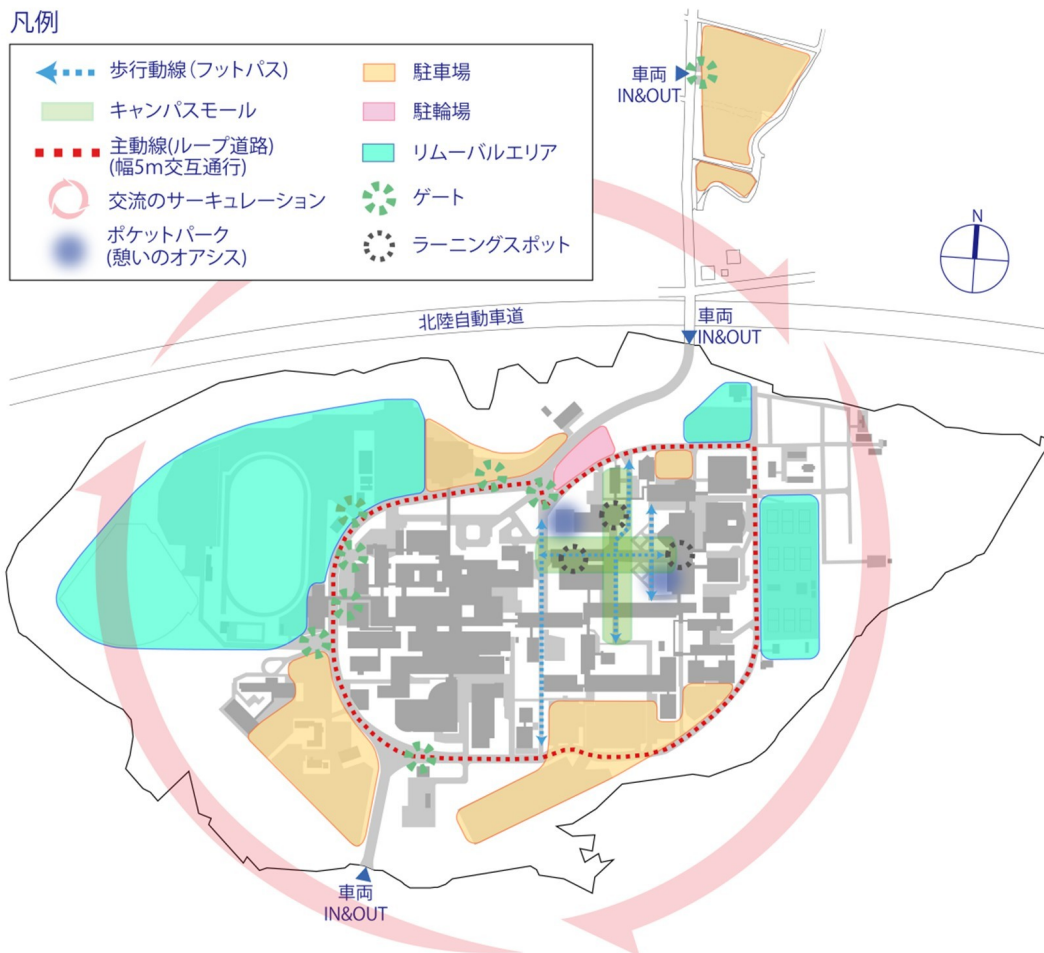 凡例
歩行動線(フットパス)
キャンパスモール
主動線(ループ道路)
(幅5m交互通行)
交流のサーキュレーション
ポケットパーク
(憩いのオアシス)
駐車場
駐輪場
リムーバルエリア
ゲート
ラーニングスポット
車両
IN&OUT
N
北陸自動車道
車両
IN&OUT
車両
IN&OUT